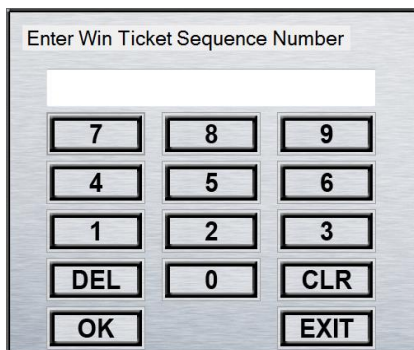 Enter Win Ticket Sequence Number
7 8 9
4 5 6
1 2 3
DEL 0 CLR
OK EXIT